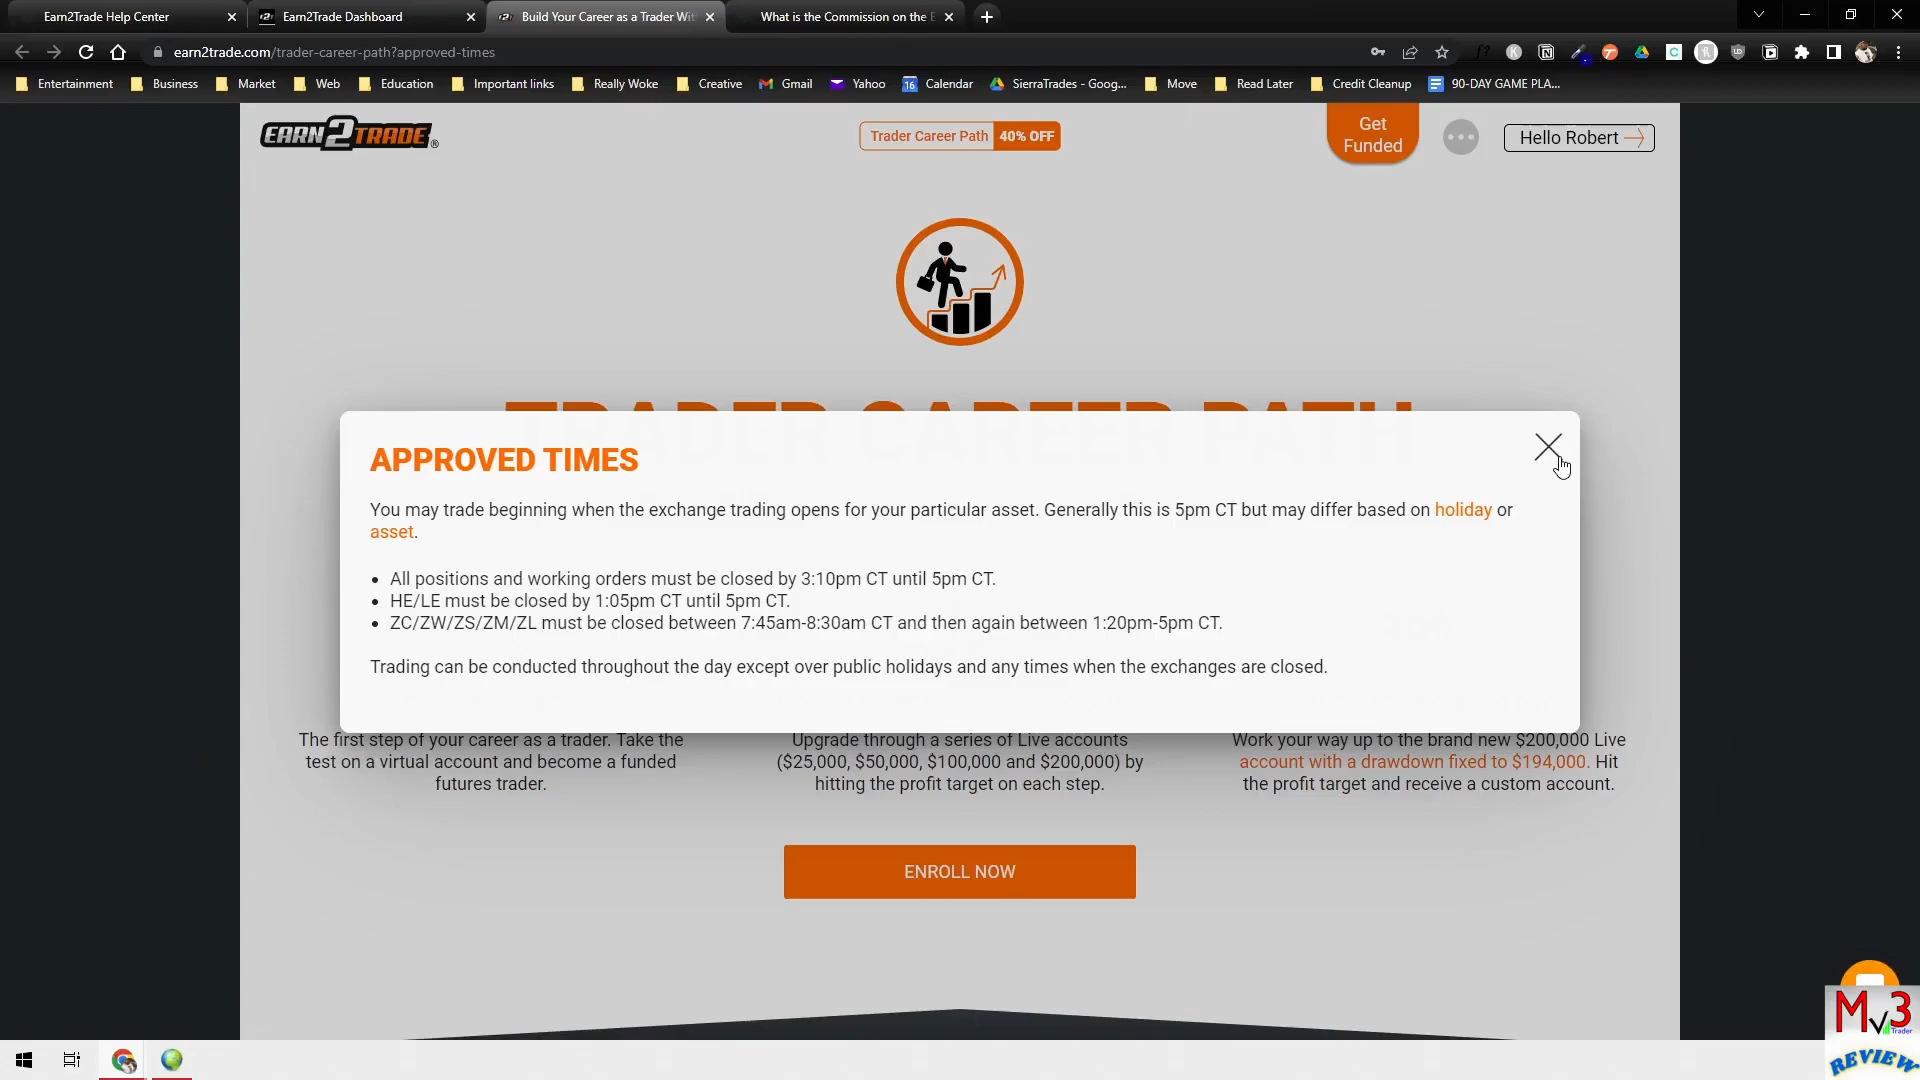 Earn2Trade Help Center
Earn2Trade Dashboard
Build Your Career as a Trader Wit
What is the Commission on the E
earn2trade.com/trader-career-path?approved-times
Entertainment
Business
Market
Web
Education
Important links
Really Woke
Creative
Gmail
Yahoo
16
Calendar
SierraTrades - Goog...
Move
Read Later
Credit Cleanup
90-DAY GAME PLA...
EARN2TRADE®
Trader Career Path 40% OFF
Get
Funded
Hello Robert
TRADER CAREER PATH
APPROVED TIMES
You may trade beginning when the exchange trading opens for your particular asset. Generally this is 5pm CT but may differ based on holiday or
asset.
• All positions and working orders must be closed by 3:10pm CT until 5pm CT.
• HE/LE must be closed by 1:05pm CT until 5pm CT.
• ZC/ZW/ZS/ZM/ZL must be closed between 7:45am-8:30am CT and then again between 1:20pm-5pm CT.
Trading can be conducted throughout the day except over public holidays and any times when the exchanges are closed.
The first step of your career as a trader. Take the
test on a virtual account and become a funded
futures trader.
Upgrade through a series of Live accounts
($25,000, $50,000, $100,000 and $200,000) by
hitting the profit target on each step.
Work your way up to the brand new $200,000 Live
account with a drawdown fixed to $194,000. Hit
the profit target and receive a custom account.
ENROLL NOW
Mv3
Trader
REVIEW